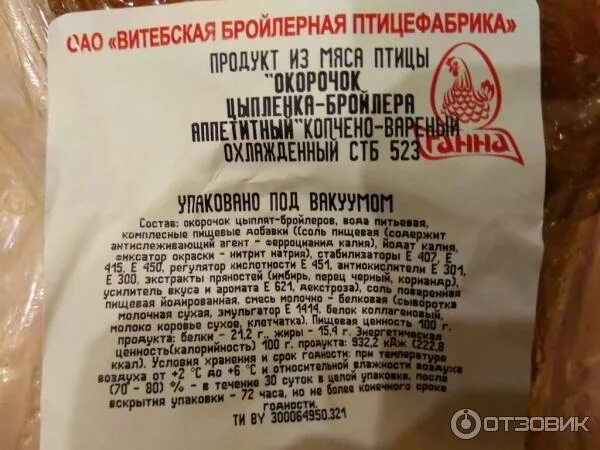 ОАО «ВИТЕБСКАЯ БРОЙЛЕРНАЯ ПТИЦЕФАБРИКА»
ПРОДУКТ ИЗ МЯСА ПТИЦЫ
"ОКОРОЧОК
ЦЫПЛЕНКА-БРОЙЛЕРА
АППЕТИТНЫЙ"КОПЧЕНО-ВАРЕНЫЙ
ОХЛАЖДЕННЫЙ СТБ 523
Ганна
УПАКОВАНО ПОД ВАКУУМОМ
Состав: окорочок цыплят-бройлеров, вода питьевая,
комплесные пищевые добавки ((соль пищевая (содержит
антислеживающий агент - ферроцианид калия), йодат калия,
фиксатор окраски - нитрит натрия), стабилизаторы Е 407, Е
415, Е 450, регулятор кислотности Е 451, антиокислители Е 301,
Е 300, экстракты пряностей (имбирь, перец черный, кориандр),
усилитель вкуса и аромата Е 621, декстроза), соль поваренная
пищевая йодированная, смесь молочно - белковая (сыворотка
молочная сухая, эмульгатор Е 1414, белок коллагеновый,
молоко коровье сухое, клетчатка). Пищевая ценность 100 г.
продукта: белки - 21,2 г., жиры - 15,4 г. Энергетическая
ценность(калорийность) 100 г. продукта: 932,2 кДж (222,8
ккал). Условия хранения и срок годности: при температуре
воздуха от +2 °С до +6 °С и относительной влажности воздуха
(70 - 80) % - в течение 30 суток в целой упаковке, после
вскрытия упаковки - 72 часа, но не более конечного срока
годности.
ТИ BY 300064950.321
ОТЗОВИК